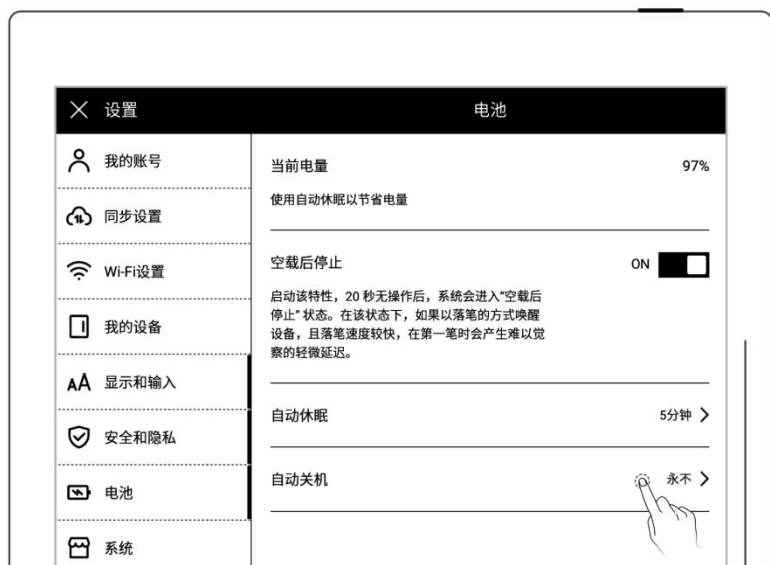 设置
电池
我的账号
同步设置
Wi-Fi设置
我的设备
AA 显示和输入
安全和隐私
电池
系统
当前电量 97%
使用自动休眠以节省电量
空载后停止 ON
启动该特性，20 秒无操作后，系统会进入“空载后
停止” 状态。在该状态下，如果以落笔的方式唤醒
设备，且落笔速度较快，在第一笔时会产生难以觉
察的轻微延迟。
自动休眠 5分钟
自动关机 永不